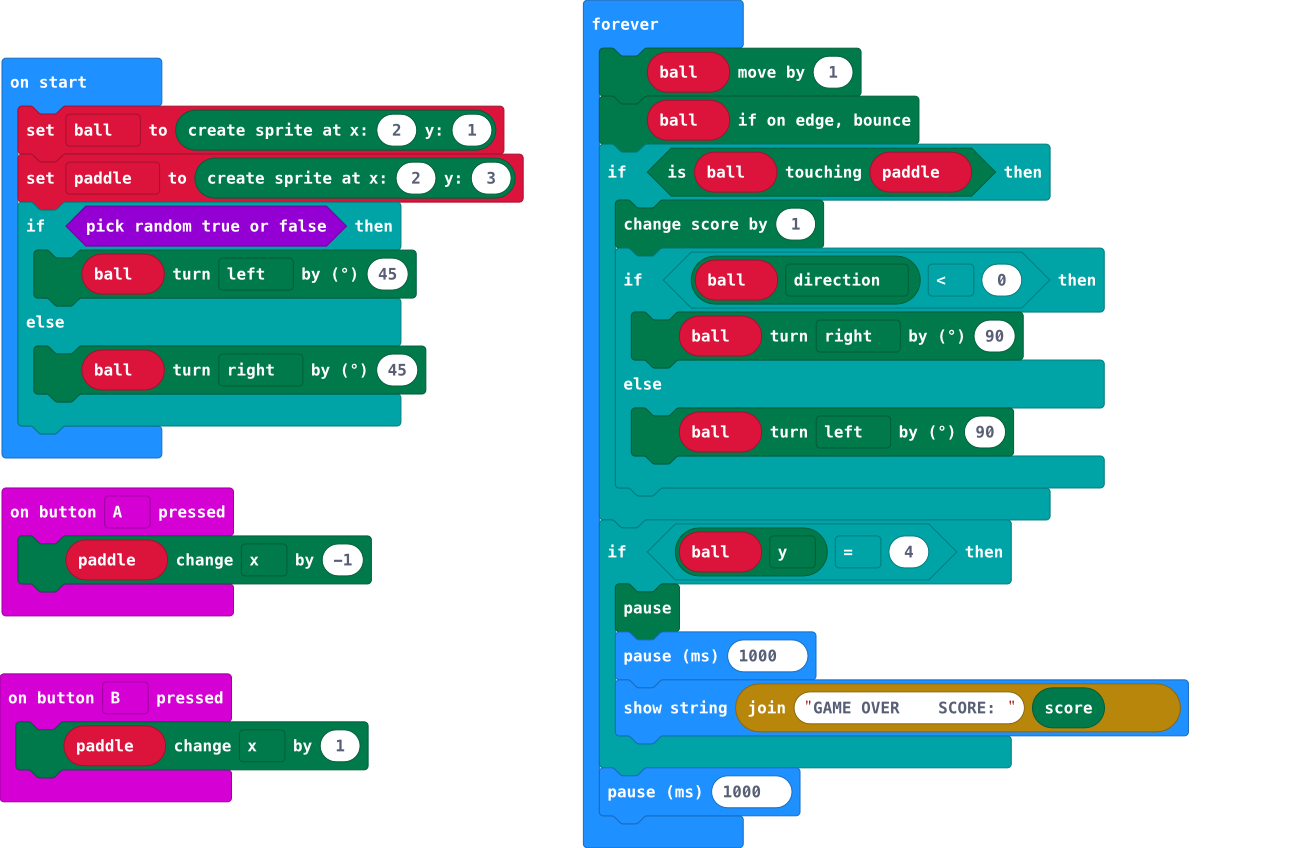 on start
set ball to create sprite at x: 2 y: 1
set paddle to create sprite at x: 2 y: 3
if pick random true or false then
ball turn left by (°) 45
else
ball turn right by (°) 45
on button A pressed
paddle change x by −1
on button B pressed
paddle change x by 1
forever
ball move by 1
ball if on edge, bounce
if is ball touching paddle then
change score by 1
if ball direction < 0 then
ball turn right by (°) 90
else
ball turn left by (°) 90
if ball y = 4 then
pause
pause (ms) 1000
show string join "GAME OVER    SCORE: " score
pause (ms) 1000